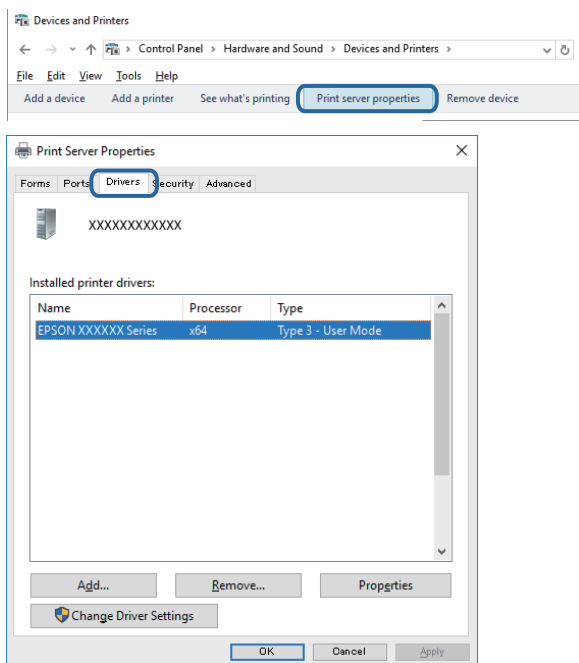 Devices and Printers
Control Panel > Hardware and Sound > Devices and Printers >
File Edit View Tools Help
Add a device Add a printer See what's printing Print server properties Remove device
Print Server Properties
Forms Ports Drivers Security Advanced
XXXXXXXXXXXX
Installed printer drivers:
Name Processor Type
EPSON XXXXXX Series x64 Type 3 - User Mode
Add... Remove... Properties
Change Driver Settings
OK Cancel Apply